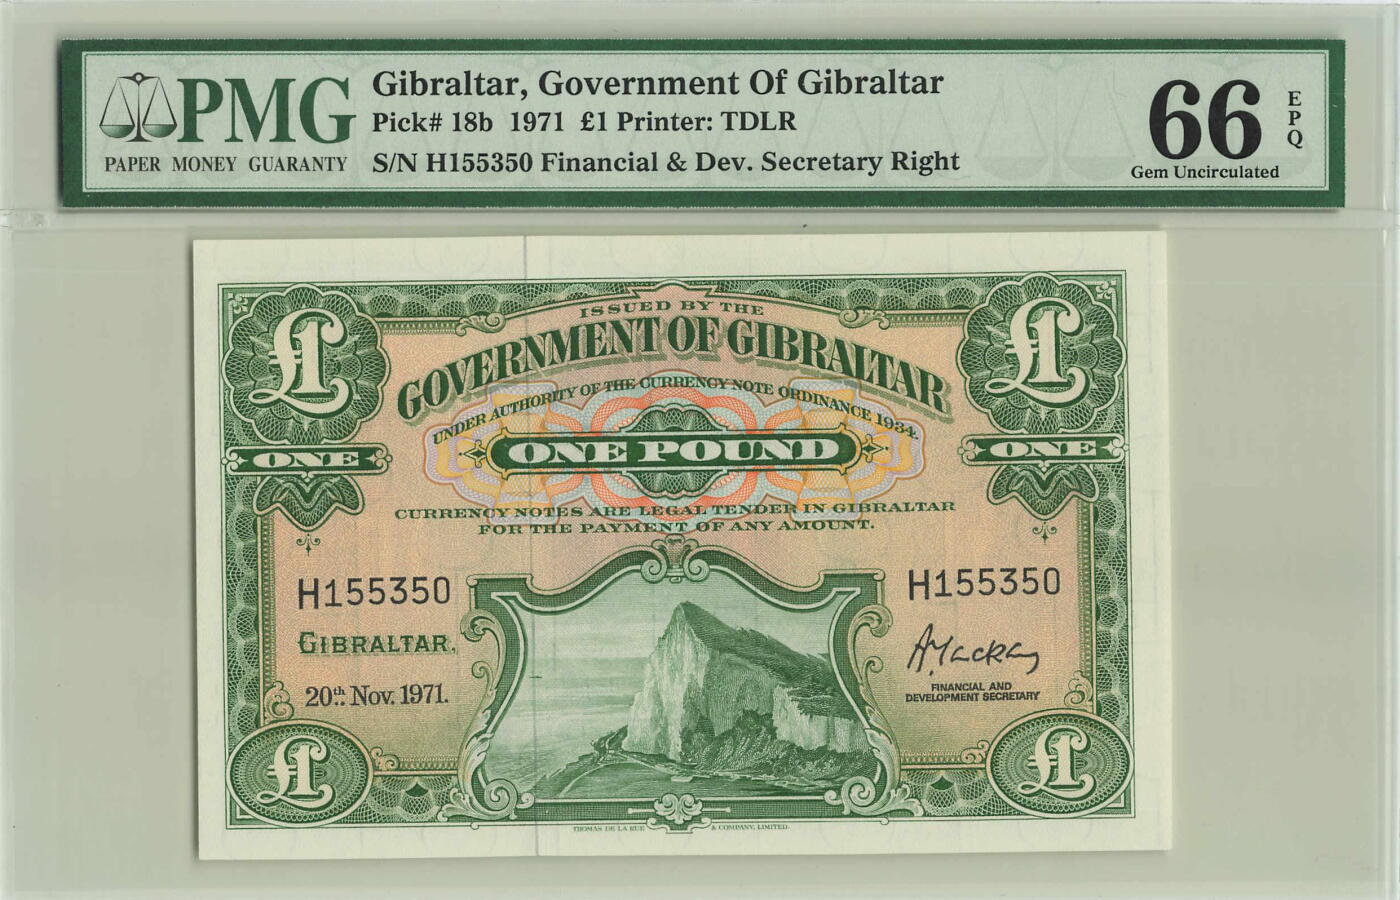 PMG
PAPER MONEY GUARANTY
Gibraltar, Government Of Gibraltar
Pick# 18b 1971 £1 Printer: TDLR
S/N H155350 Financial & Dev. Secretary Right
66
EPQ
Gem Uncirculated
£1
£1
ISSUED BY THE
GOVERNMENT OF GIBRALTAR
UNDER AUTHORITY OF THE CURRENCY NOTE ORDINANCE 1934.
ONE
ONE POUND
ONE
CURRENCY NOTES ARE LEGAL TENDER IN GIBRALTAR
FOR THE PAYMENT OF ANY AMOUNT.
H155350
H155350
GIBRALTAR,
20th Nov. 1971.
AMackay
FINANCIAL AND
DEVELOPMENT SECRETARY
£1
£1
THOMAS DE LA RUE & COMPANY, LIMITED.